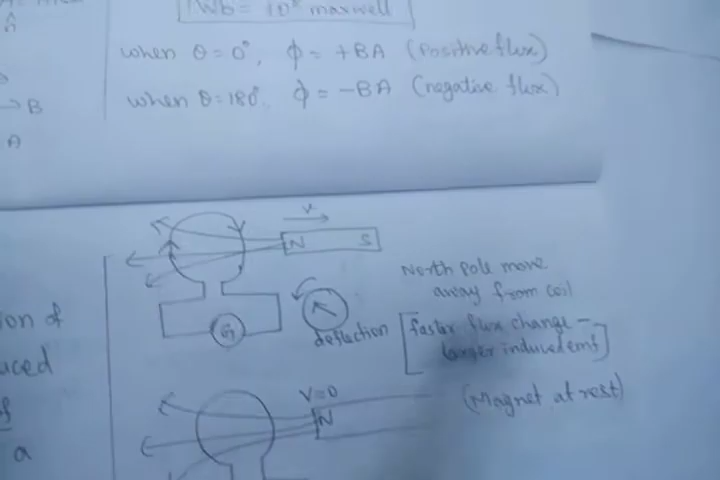 1Wb = 10⁸ maxwell
when θ = 0°, ϕ = +BA (Positive flux)
when θ = 180°, ϕ = -BA (negative flux)
n̂
B
A
V
N S
North pole move
away from coil
G
deflection
[faster flux change -
larger induced emf]
ion of
uced
f
a
V=0
N
(Magnet at rest)